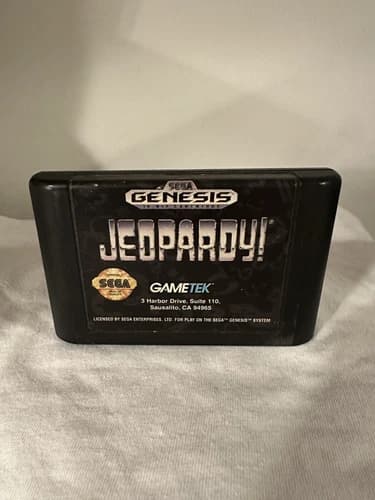 SEGA
GENESIS
JEOPARDY!
SEGA
GAMETEK
3 Harbor Drive, Suite 110,
Sausalito, CA 94965
LICENSED BY SEGA ENTERPRISES, LTD. FOR PLAY ON THE SEGA™ GENESIS™ SYSTEM